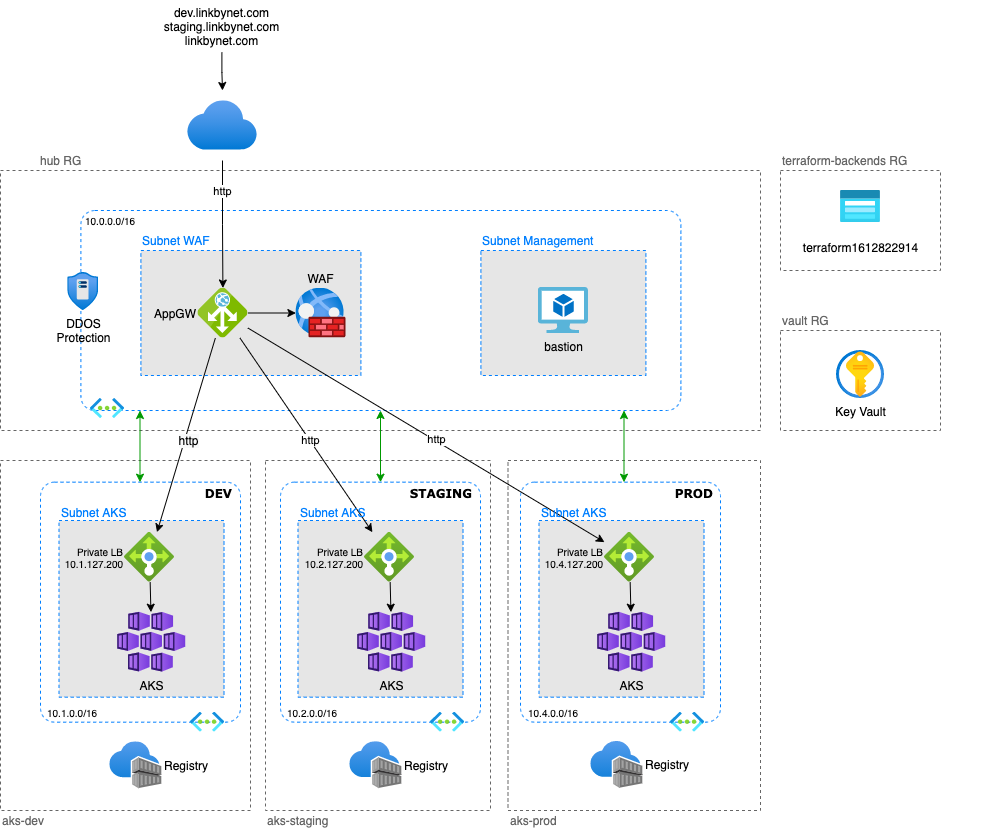 dev.linkbynet.com
staging.linkbynet.com
linkbynet.com
hub RG
terraform-backends RG
http
10.0.0.0/16
Subnet WAF
Subnet Management
terraform1612822914
WAF
AppGW
DDOS
Protection
bastion
vault RG
Key Vault
http
http
http
DEV
STAGING
PROD
Subnet AKS
Subnet AKS
Subnet AKS
Private LB
10.1.127.200
Private LB
10.2.127.200
Private LB
10.4.127.200
AKS
AKS
AKS
10.1.0.0/16
10.2.0.0/16
10.4.0.0/16
Registry
Registry
Registry
aks-dev
aks-staging
aks-prod